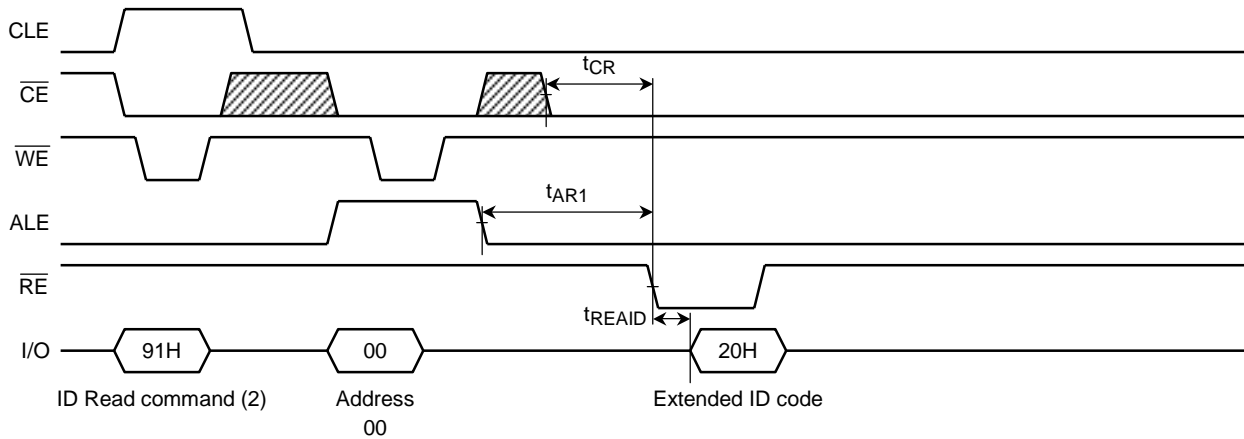 CLE
tCR
CE
WE
tAR1
ALE
RE
tREAID
I/O 91H 00 20H
ID Read command (2) Address Extended ID code
00